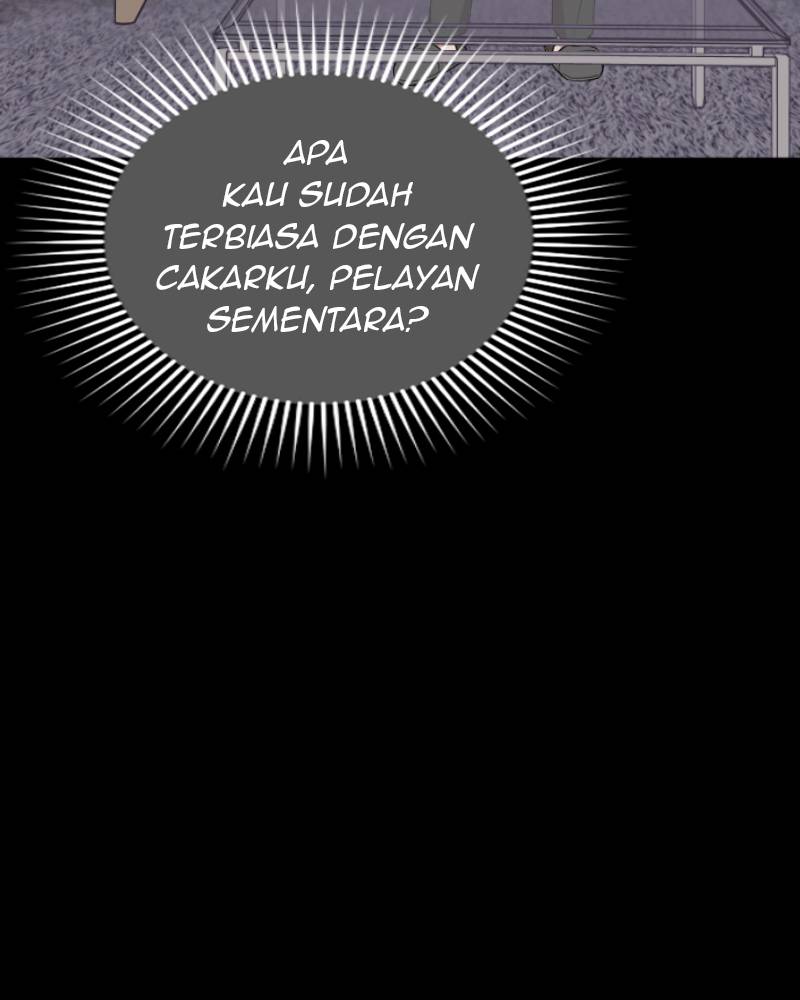 APA
KAU SUDAH
TERBIASA DENGAN
CAKARKU, PELAYAN
SEMENTARA?